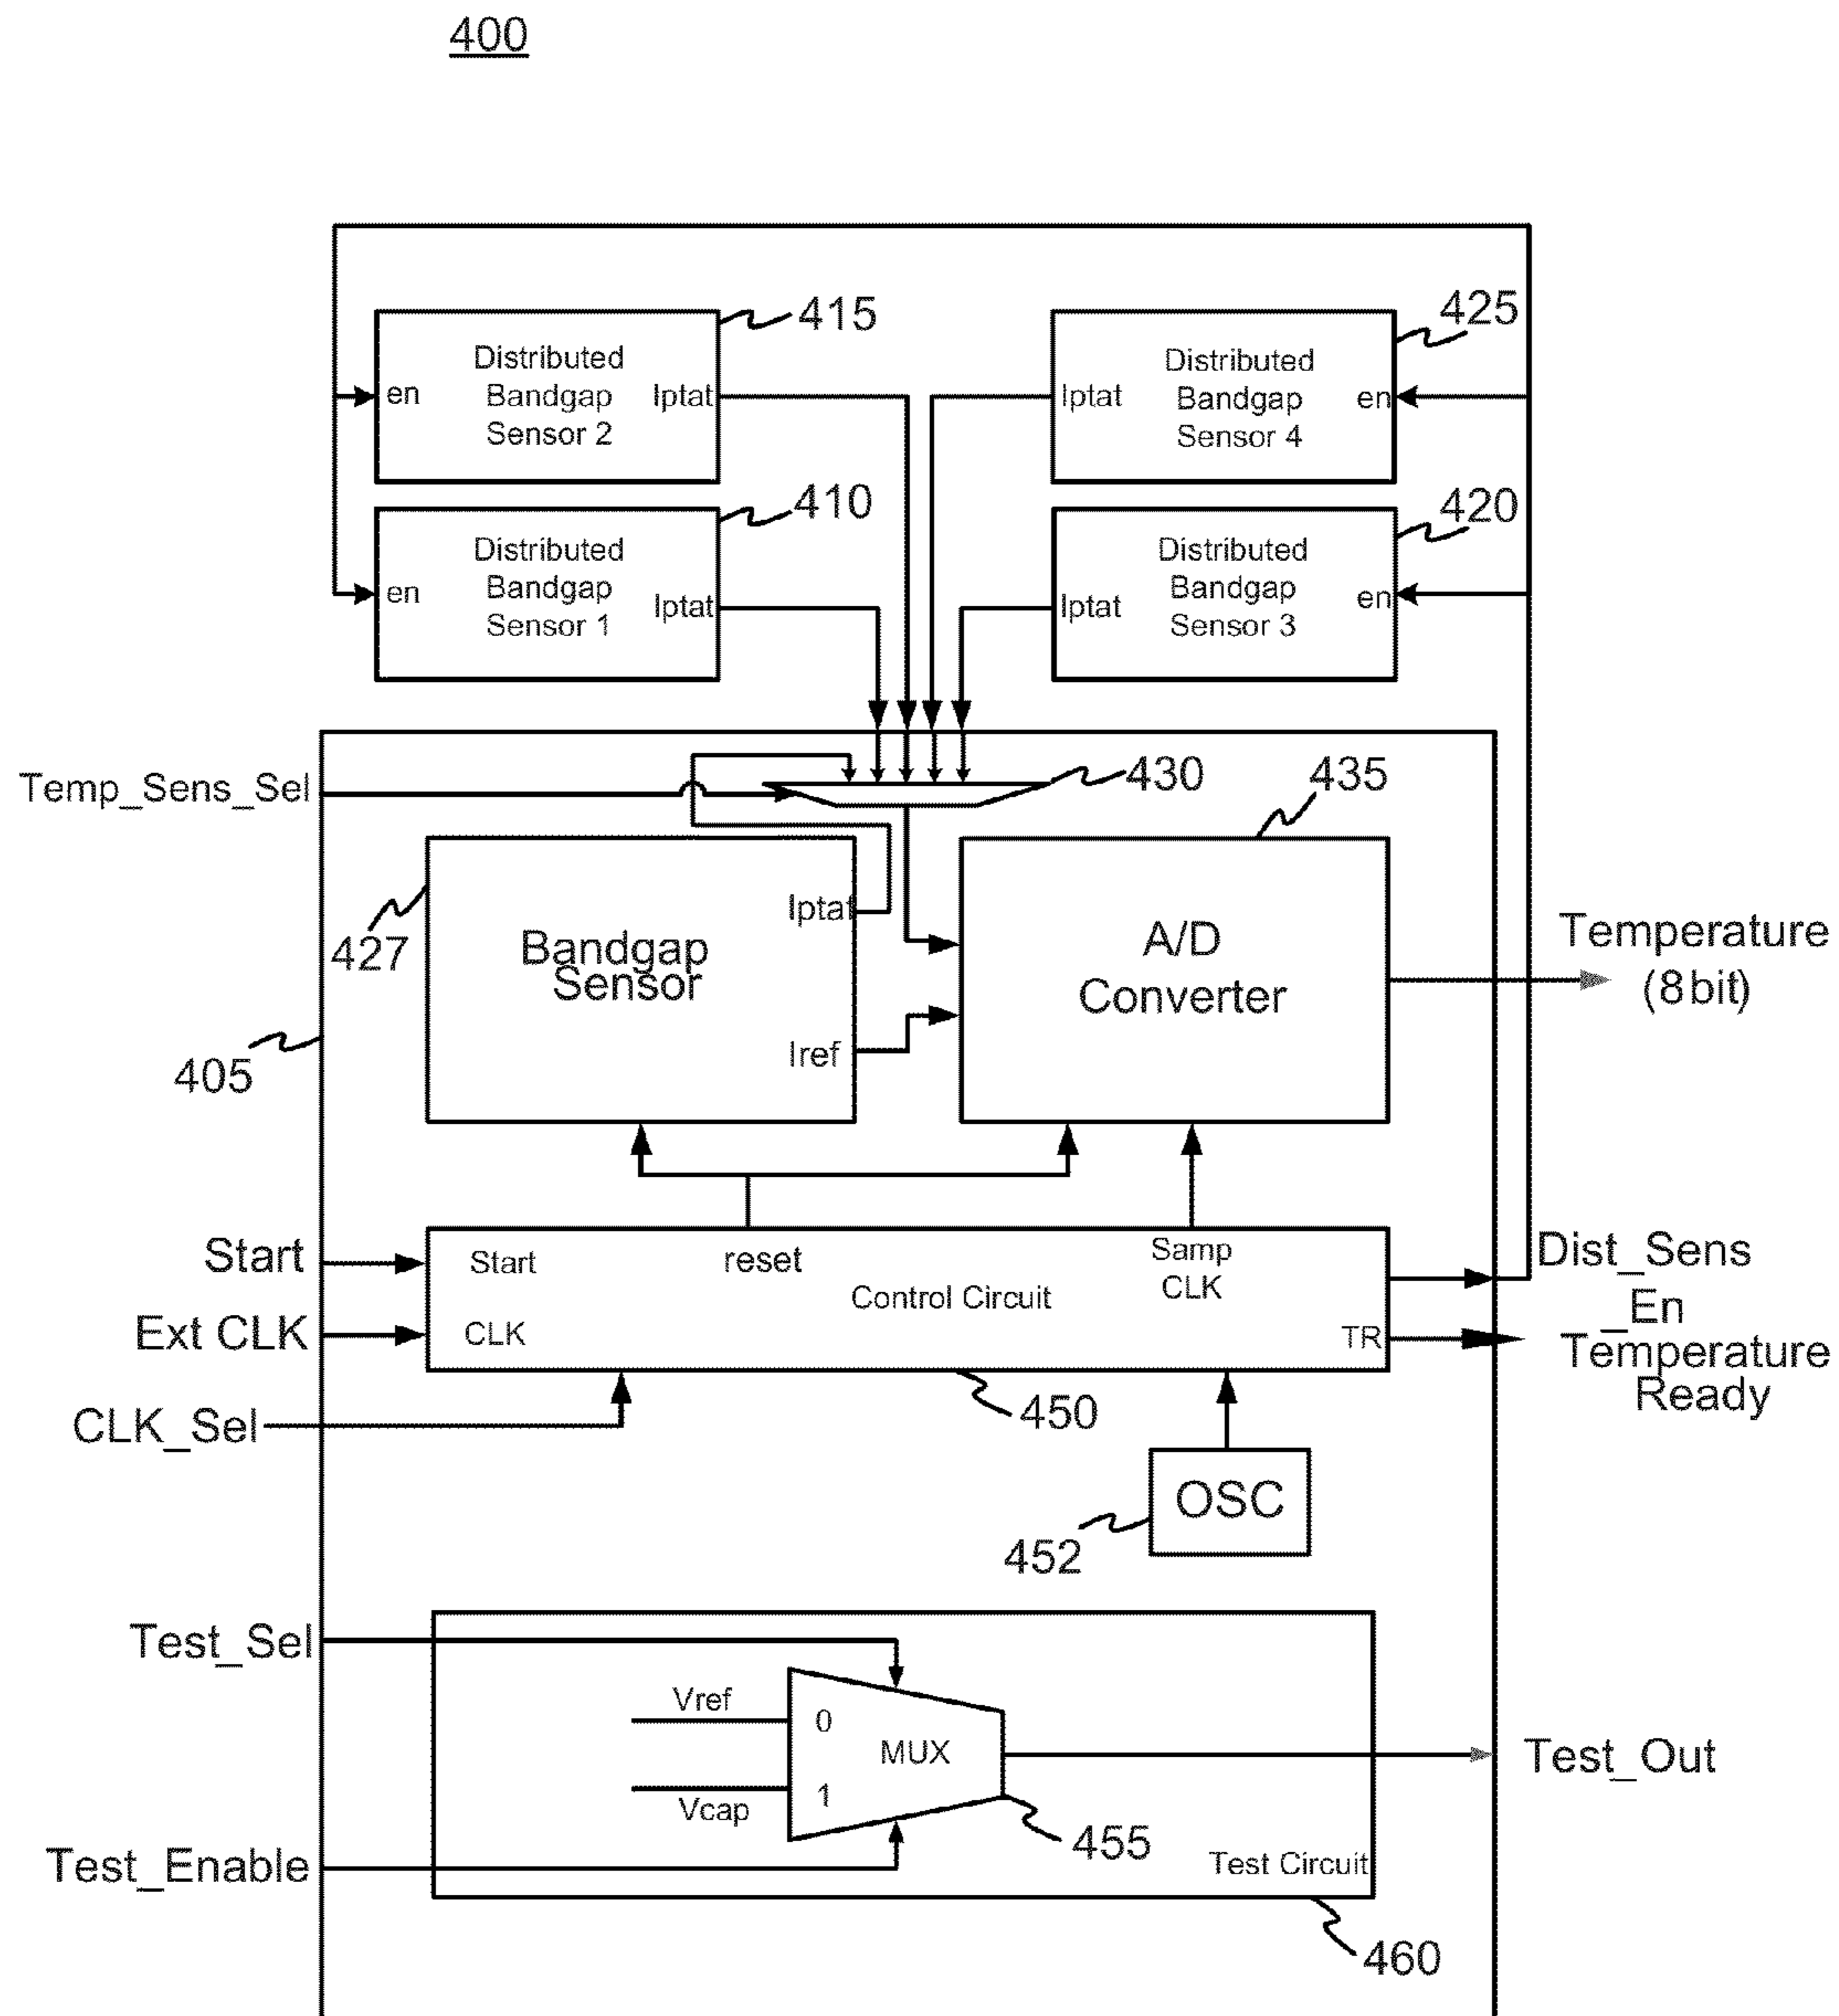 400
415
425
Distributed
Bandgap
Sensor 2
en
Iptat
Distributed
Bandgap
Sensor 4
Iptat
en
410
420
Distributed
Bandgap
Sensor 1
en
Iptat
Distributed
Bandgap
Sensor 3
Iptat
en
Temp_Sens_Sel
430
435
Iptat
427
Bandgap
Sensor
Iref
A/D
Converter
Temperature
(8bit)
405
Start
Start
reset
Samp
CLK
Control Circuit
Dist_Sens
_En
Ext CLK
CLK
TR
Temperature
Ready
CLK_Sel
450
OSC
452
Test_Sel
Vref
0
MUX
1
Vcap
Test_Out
455
Test_Enable
Test Circuit
460